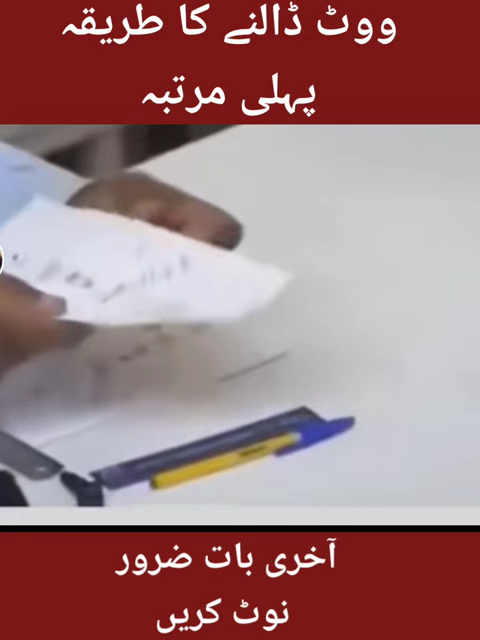 ووٹ ڈالنے کا طریقہ
پہلی مرتبہ
آخری بات ضرور
نوٹ کریں